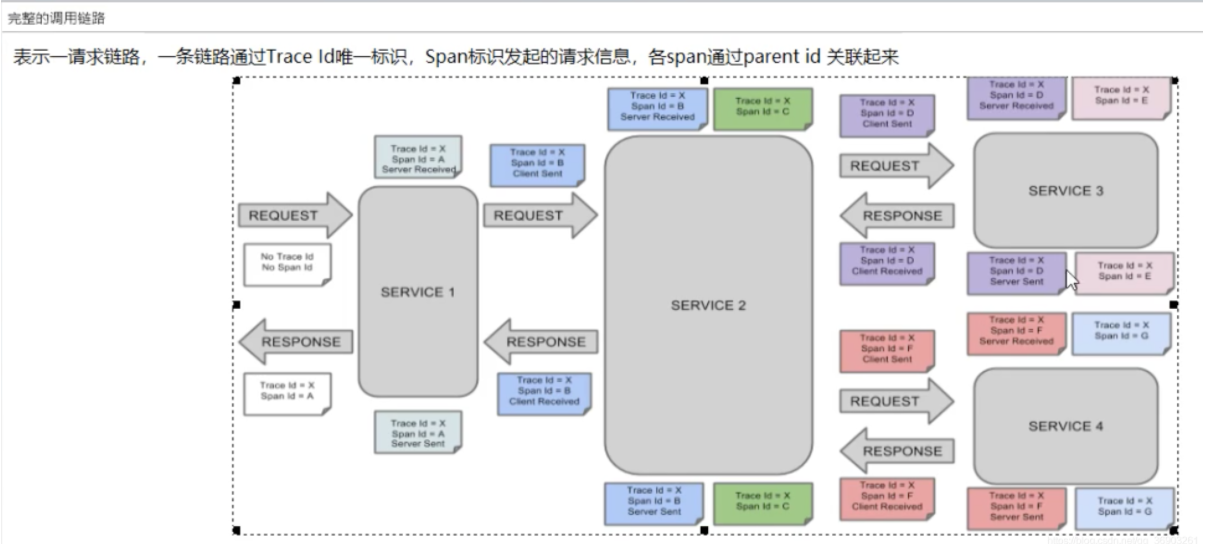 完整的调用链路
表示一请求链路，一条链路通过Trace Id唯一标识，Span标识发起的请求信息，各span通过parent id 关联起来
Trace Id = X
Span Id = A
Server Received
Trace Id = X
Span Id = B
Client Sent
Trace Id = X
Span Id = B
Server Received
Trace Id = X
Span Id = C
Trace Id = X
Span Id = D
Client Sent
Trace Id = X
Span Id = D
Server Received
Trace Id = X
Span Id = E
REQUEST
REQUEST
REQUEST
RESPONSE
SERVICE 3
No Trace Id
No Span Id
SERVICE 1
SERVICE 2
Trace Id = X
Span Id = D
Client Received
Trace Id = X
Span Id = D
Server Sent
Trace Id = X
Span Id = E
RESPONSE
RESPONSE
Trace Id = X
Span Id = F
Client Sent
Trace Id = X
Span Id = F
Server Received
Trace Id = X
Span Id = G
Trace Id = X
Span Id = A
Trace Id = X
Span Id = B
Client Received
REQUEST
RESPONSE
SERVICE 4
Trace Id = X
Span Id = A
Server Sent
Trace Id = X
Span Id = B
Server Sent
Trace Id = X
Span Id = C
Trace Id = X
Span Id = F
Client Received
Trace Id = X
Span Id = F
Server Sent
Trace Id = X
Span Id = G